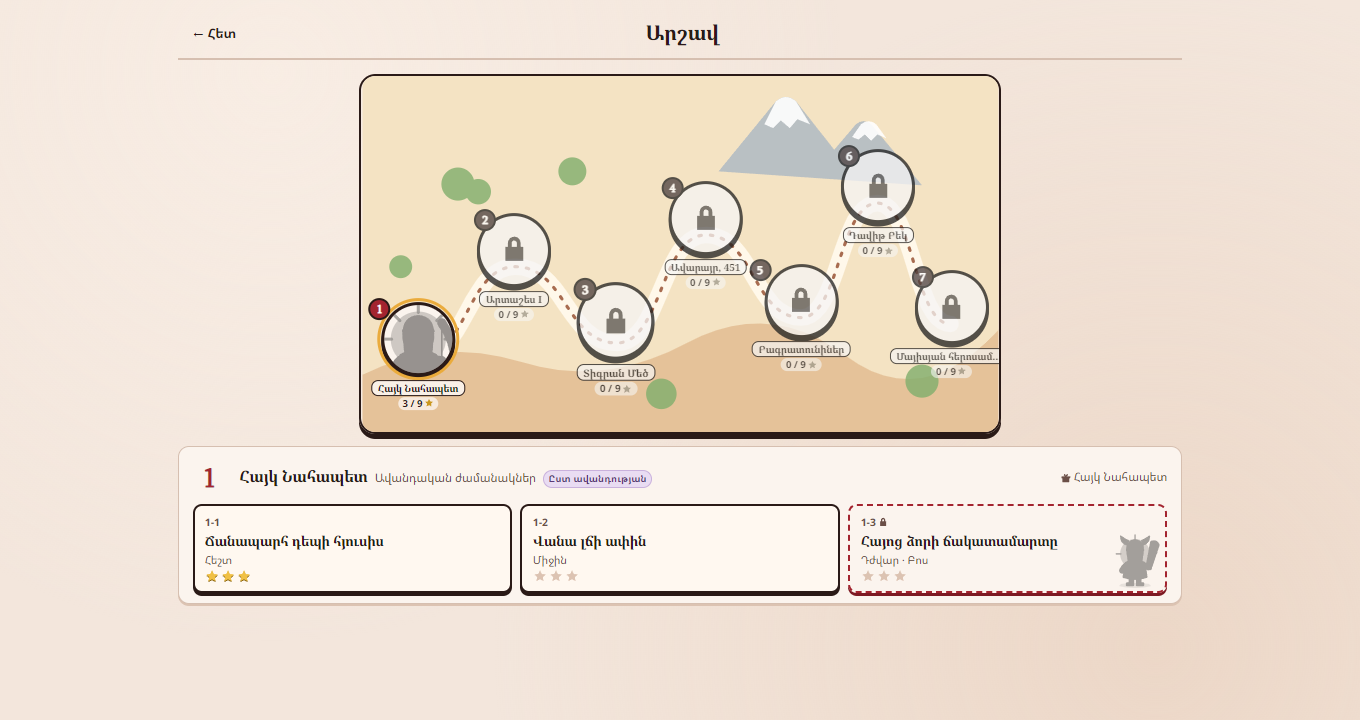 ← Հետ
Արշավ
6
4
Դավիթ Բեկ
0 / 9
2
Ավարայր, 451
0 / 9
5
7
Արտաշես I
0 / 9
3
1
Բագրատունիներ
0 / 9
Մալիսյան հերոսամ..
0 / 9
Տիգրան Մեծ
0 / 9
Հայկ Նահապետ
3 / 9
1 Հայկ Նահապետ Ավանդական ժամանակներ Ըստ ավանդության
Հայկ Նահապետ
1-1
Ճանապարհ դեպի հյուսիս
Հեշտ
1-2
Վանա լճի ափին
Միջին
1-3
Հայոց ձորի ճակատամարտը
Դժվար · Բոս